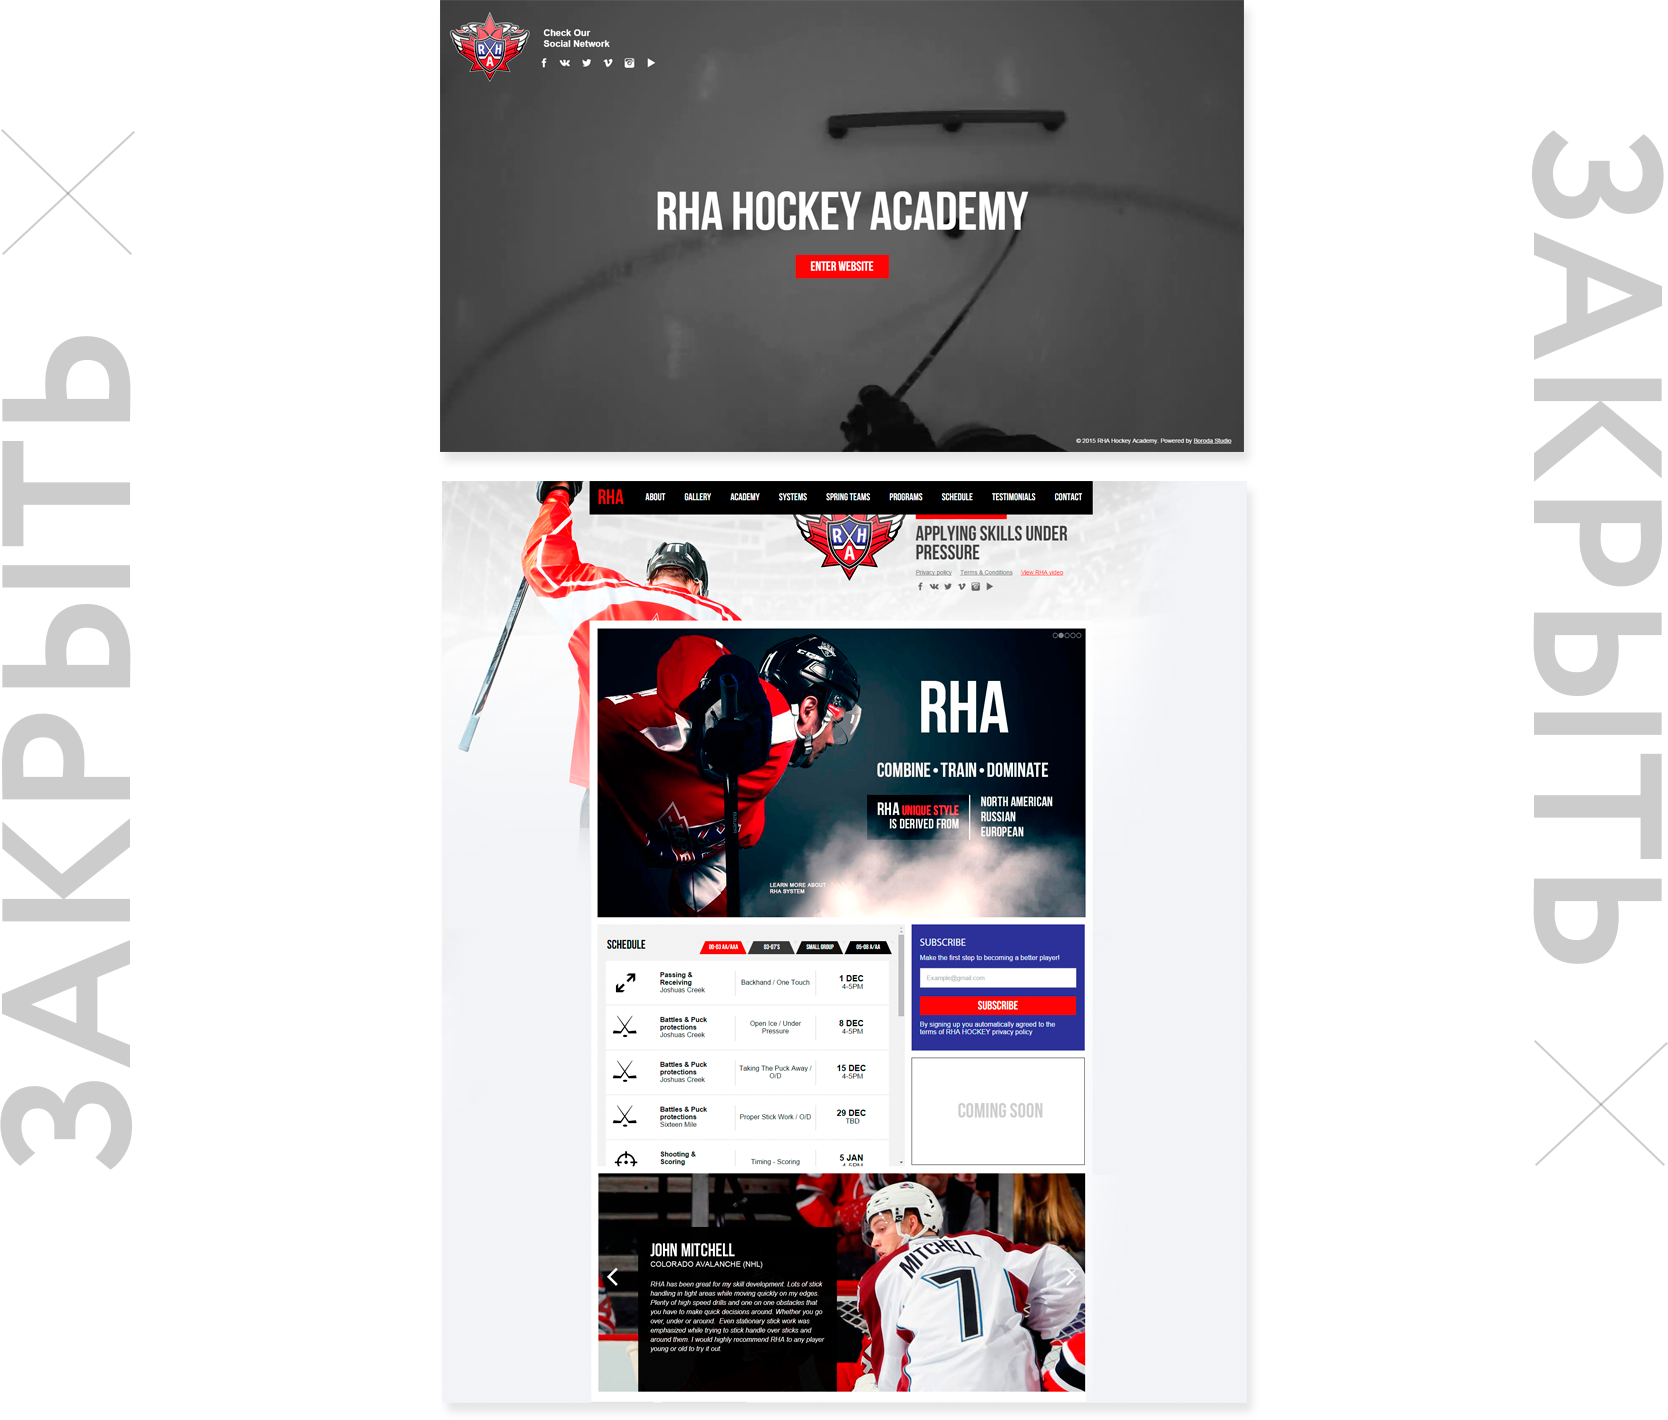 ЗАКРЫТЬ
Check Our
Social Network
RHA
RHA HOCKEY ACADEMY
ENTER WEBSITE
© 2015 RHA Hockey Academy. Powered by Boroda Studio
RHA ABOUT GALLERY ACADEMY SYSTEMS SPRING TEAMS PROGRAMS SCHEDULE TESTIMONIALS CONTACT
RHA
APPLYING SKILLS UNDER
PRESSURE
Privacy policy Terms & Conditions View RHA video
RHA
COMBINE • TRAIN • DOMINATE
RHA UNIQUE STYLE
IS DERIVED FROM
NORTH AMERICAN
RUSSIAN
EUROPEAN
LEARN MORE ABOUT
RHA SYSTEM
SCHEDULE
00-03 AA/AAA 03-07'S SMALL GROUP 05-08 A/AA
Passing &
Receiving
Joshuas Creek
Backhand / One Touch
1 DEC
4-5PM
Battles & Puck
protections
Joshuas Creek
Open Ice / Under
Pressure
8 DEC
4-5PM
Battles & Puck
protections
Joshuas Creek
Taking The Puck Away /
O/D
15 DEC
4-5PM
Battles & Puck
protections
Sixteen Mile
Proper Stick Work / O/D
29 DEC
TBD
Shooting &
Scoring
Timing - Scoring
5 JAN
4-5PM
SUBSCRIBE
Make the first step to becoming a better player!
Example@gmail.com
SUBSCRIBE
By signing up you automatically agreed to the
terms of RHA HOCKEY privacy policy
COMING SOON
JOHN MITCHELL
COLORADO AVALANCHE (NHL)
RHA has been great for my skill development. Lots of stick
handling in tight areas while moving quickly on my edges.
Plenty of high speed drills and one on one obstacles that
you have to make quick decisions around. Whether you go
over, under or around. Even stationary stick work was
emphasized while trying to stick handle over sticks and
around them. I would highly recommend RHA to any player
young or old to try it out.
MITCHELL
7
ЗАКРЫТЬ